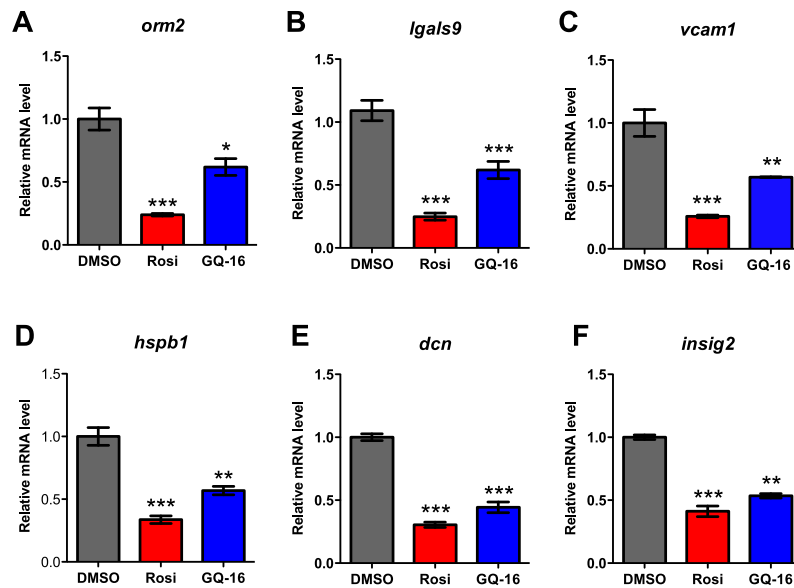 A
orm2
Relative mRNA level
1.5
1.0
0.5
0.0
***
*
DMSO Rosi GQ-16
B
lgals9
Relative mRNA level
1.5
1.0
0.5
0.0
***
***
DMSO Rosi GQ-16
C
vcam1
Relative mRNA level
1.5
1.0
0.5
0.0
***
**
DMSO Rosi GQ-16
D
hspb1
Relative mRNA level
1.5
1.0
0.5
0.0
***
**
DMSO Rosi GQ-16
E
dcn
Relative mRNA level
1.5
1.0
0.5
0.0
***
***
DMSO Rosi GQ-16
F
insig2
Relative mRNA level
1.5
1.0
0.5
0.0
***
**
DMSO Rosi GQ-16